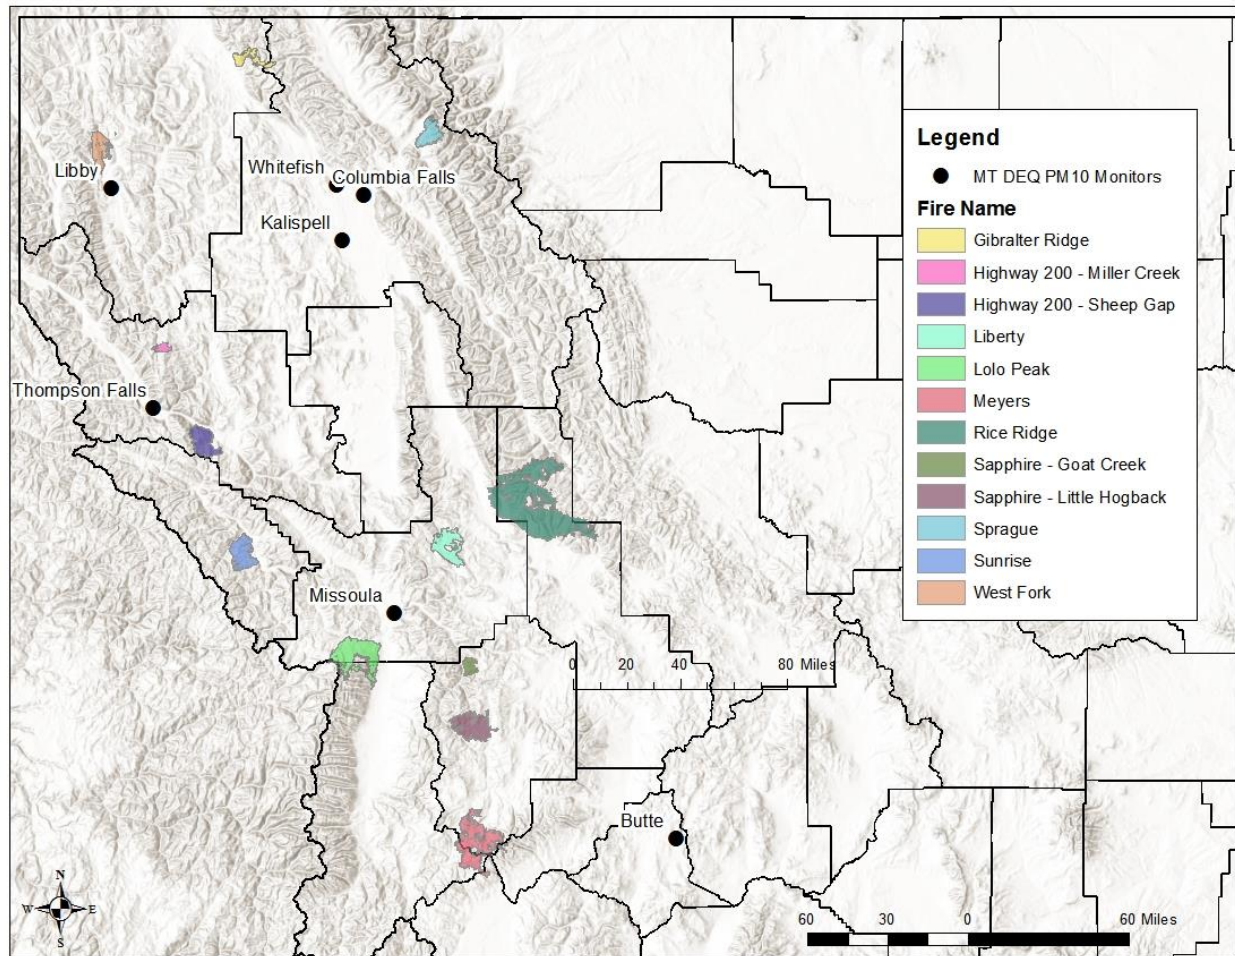 Legend
MT DEQ PM10 Monitors
Fire Name
Gibralter Ridge
Highway 200 - Miller Creek
Highway 200 - Sheep Gap
Liberty
Lolo Peak
Meyers
Rice Ridge
Sapphire - Goat Creek
Sapphire - Little Hogback
Sprague
Sunrise
West Fork
Whitefish
Columbia Falls
Libby
Kalispell
Thompson Falls
Missoula
0 20 40 80 Miles
Butte
N
W E
S
60 30 0 60 Miles